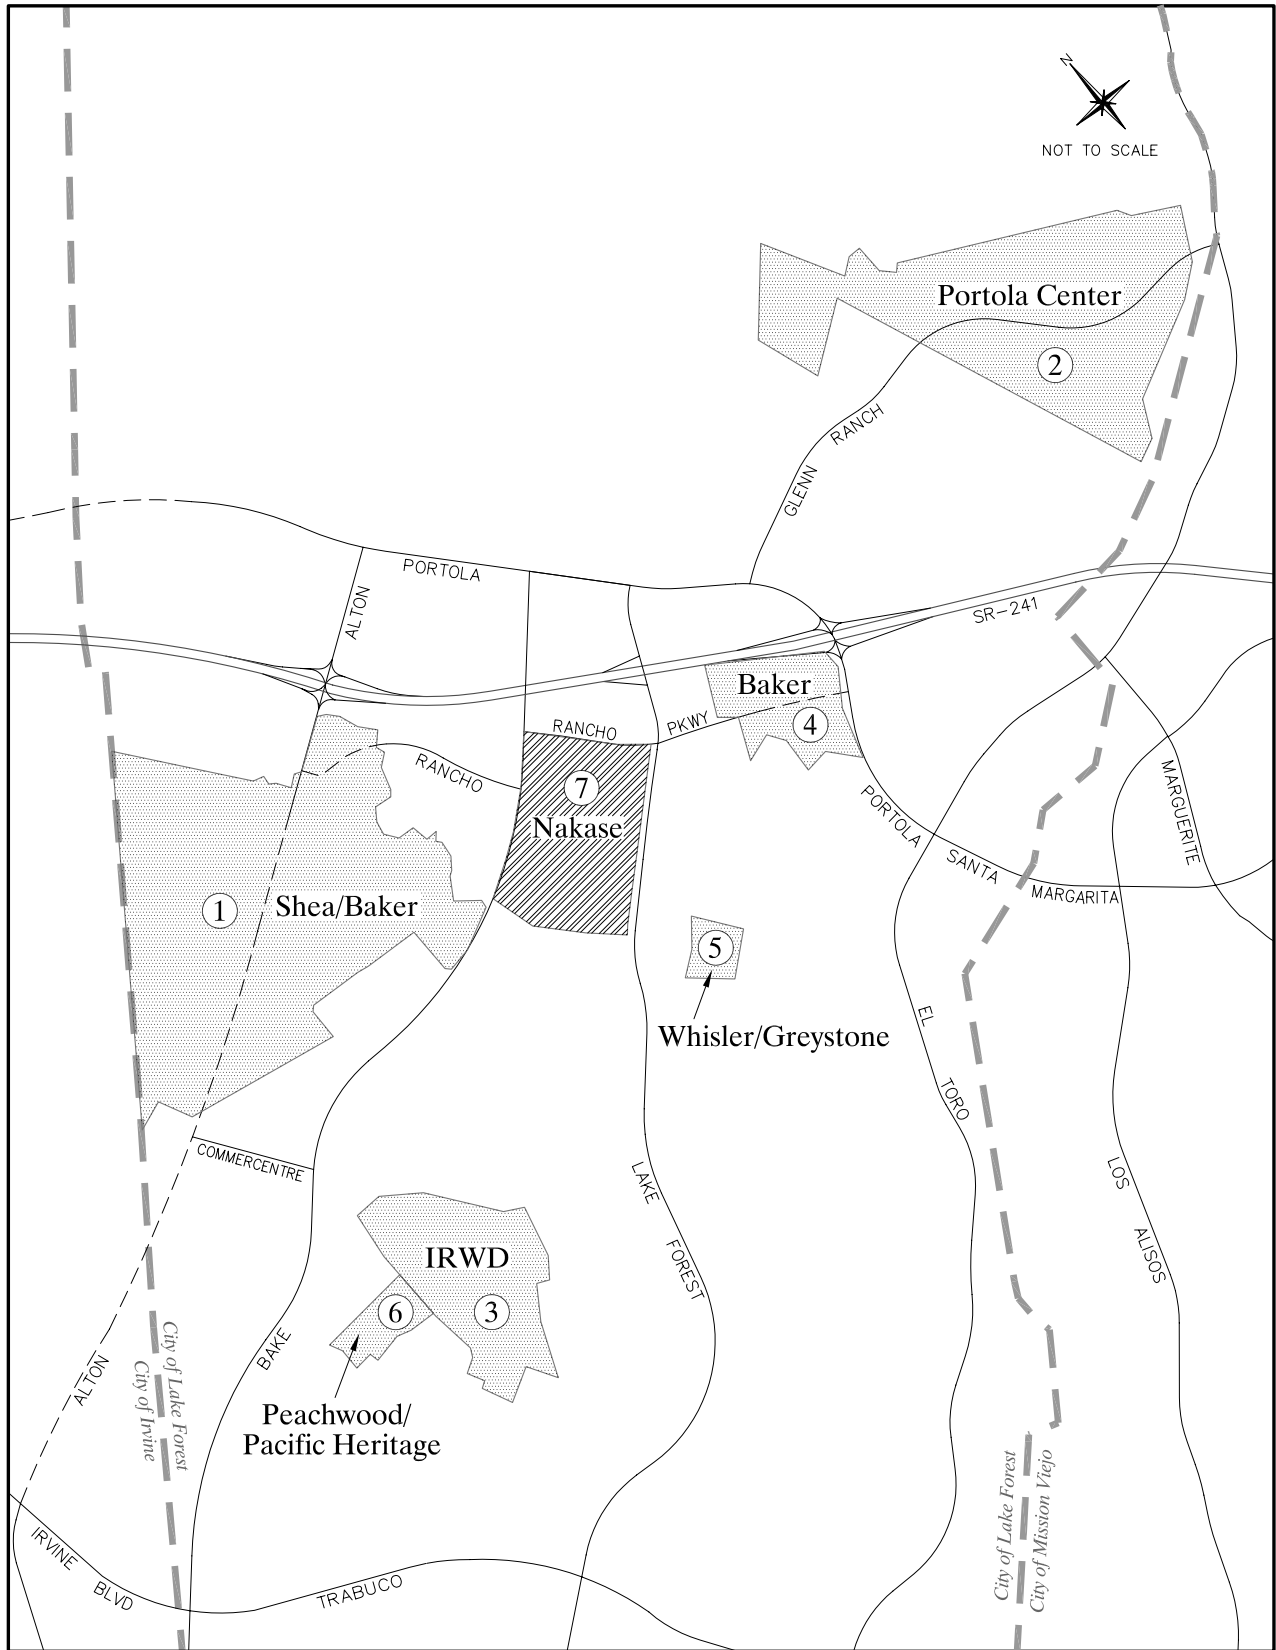 N
NOT TO SCALE
Portola Center
2
RANCH
GLENN
PORTOLA
ALTON
SR-241
Baker
4
RANCHO
PKWY
RANCHO
7
Nakase
PORTOLA
SANTA
MARGARITA
MARGUERITE
1
Shea/Baker
5
Whisler/Greystone
EL
TORO
COMMERCENTRE
LAKE
FOREST
LOS
ALISOS
IRWD
6
3
BAKE
ALTON
City of Lake Forest
City of Irvine
Peachwood/
Pacific Heritage
City of Lake Forest
City of Mission Viejo
IRVINE
BLVD
TRABUCO